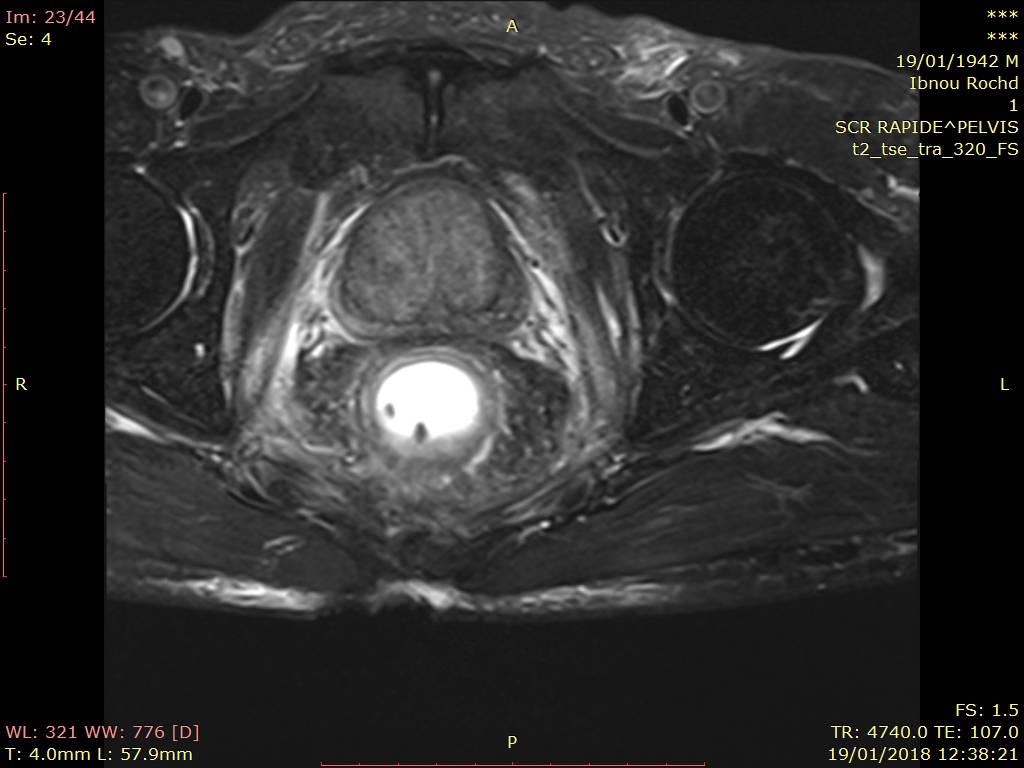 Im: 23/44
Se: 4
A
***
***
19/01/1942 M
Ibnou Rochd
1
SCR RAPIDE^PELVIS
t2_tse_tra_320_FS
R
L
WL: 321 WW: 776 [D]
T: 4.0mm L: 57.9mm
P
FS: 1.5
TR: 4740.0 TE: 107.0
19/01/2018 12:38:21